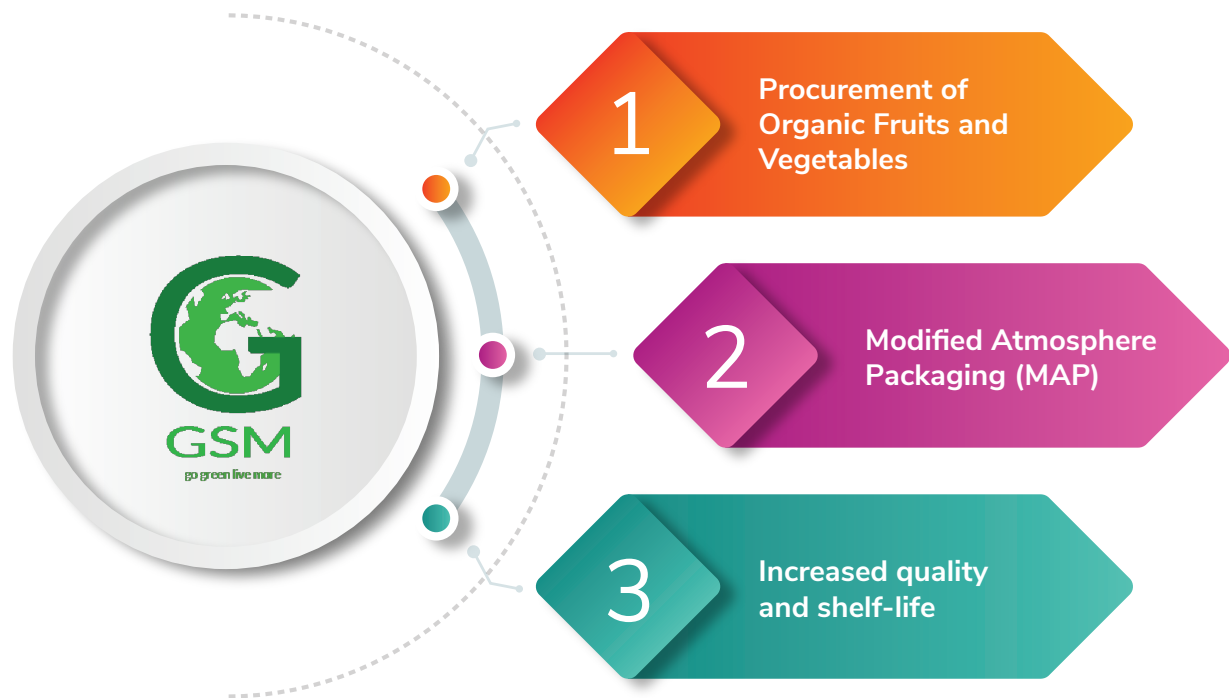 GSM
go green live more
1
Procurement of
Organic Fruits and
Vegetables
2
Modified Atmosphere
Packaging (MAP)
3
Increased quality
and shelf-life